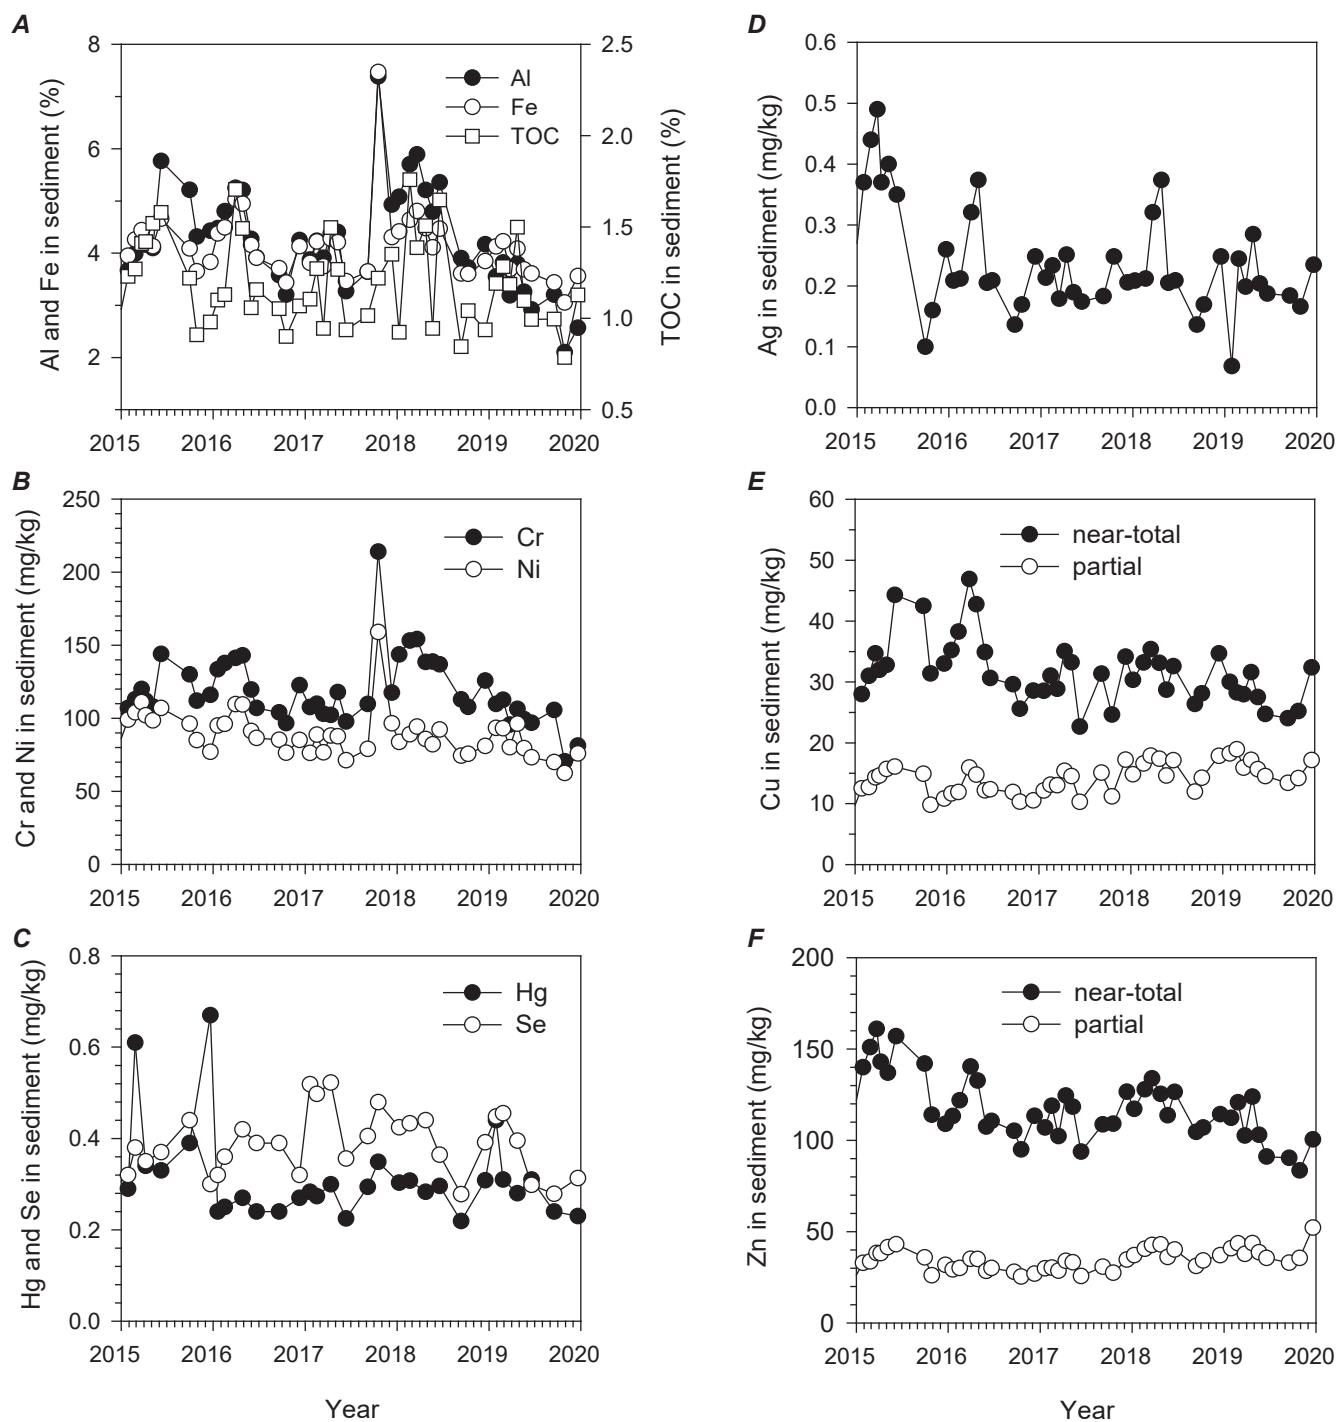 A
8
6
4
2
Al and Fe in sediment (%)
2.5
2.0
1.5
1.0
0.5
TOC in sediment (%)
Al
Fe
TOC
2015 2016 2017 2018 2019 2020
B
250
200
150
100
50
0
Cr and Ni in sediment (mg/kg)
Cr
Ni
2015 2016 2017 2018 2019 2020
C
0.8
0.6
0.4
0.2
0.0
Hg and Se in sediment (mg/kg)
Hg
Se
2015 2016 2017 2018 2019 2020
Year
D
0.6
0.5
0.4
0.3
0.2
0.1
0.0
Ag in sediment (mg/kg)
2015 2016 2017 2018 2019 2020
E
60
50
40
30
20
10
0
Cu in sediment (mg/kg)
near-total
partial
2015 2016 2017 2018 2019 2020
F
200
150
100
50
0
Zn in sediment (mg/kg)
near-total
partial
2015 2016 2017 2018 2019 2020
Year